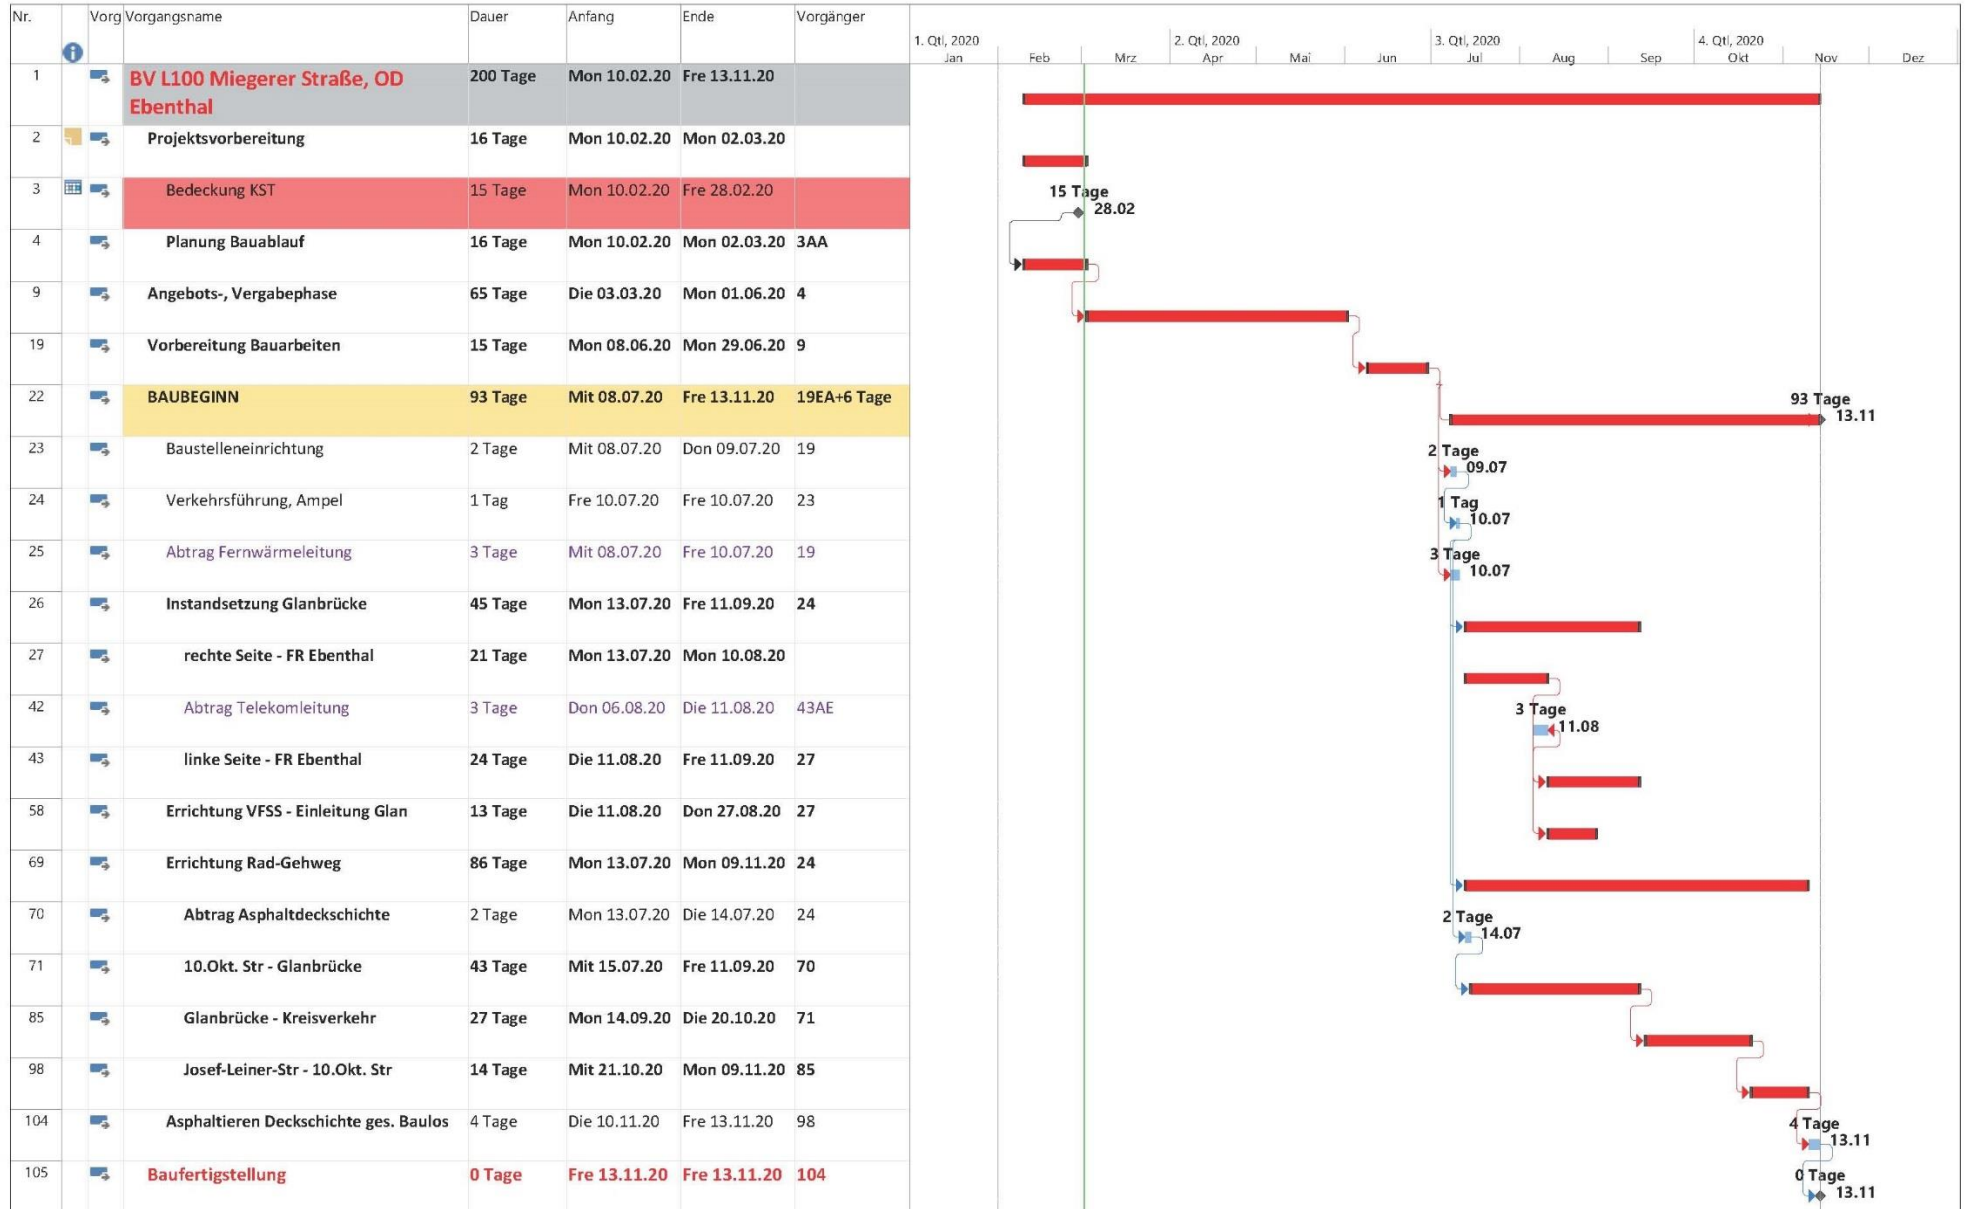 Nr. Vorg Vorgangsname Dauer Anfang Ende Vorgänger
1. Qtl, 2020 2. Qtl, 2020 3. Qtl, 2020 4. Qtl, 2020
Jan Feb Mrz Apr Mai Jun Jul Aug Sep Okt Nov Dez
1 BV L100 Miegerer Straße, OD 200 Tage Mon 10.02.20 Fre 13.11.20
Ebenthal
2 Projektsvorbereitung 16 Tage Mon 10.02.20 Mon 02.03.20
3 Bedeckung KST 15 Tage Mon 10.02.20 Fre 28.02.20 15 Tage
28.02
4 Planung Bauablauf 16 Tage Mon 10.02.20 Mon 02.03.20 3AA
9 Angebots-, Vergabephase 65 Tage Die 03.03.20 Mon 01.06.20 4
19 Vorbereitung Bauarbeiten 15 Tage Mon 08.06.20 Mon 29.06.20 9
22 BAUBEGINN 93 Tage Mit 08.07.20 Fre 13.11.20 19EA+6 Tage 93 Tage
13.11
23 Baustelleneinrichtung 2 Tage Mit 08.07.20 Don 09.07.20 19 2 Tage
09.07
24 Verkehrsführung, Ampel 1 Tag Fre 10.07.20 Fre 10.07.20 23 1 Tag
10.07
25 Abtrag Fernwärmeleitung 3 Tage Mit 08.07.20 Fre 10.07.20 19 3 Tage
10.07
26 Instandsetzung Glanbrücke 45 Tage Mon 13.07.20 Fre 11.09.20 24
27 rechte Seite - FR Ebenthal 21 Tage Mon 13.07.20 Mon 10.08.20
42 Abtrag Telekomleitung 3 Tage Don 06.08.20 Die 11.08.20 43AE 3 Tage
11.08
43 linke Seite - FR Ebenthal 24 Tage Die 11.08.20 Fre 11.09.20 27
58 Errichtung VFSS - Einleitung Glan 13 Tage Die 11.08.20 Don 27.08.20 27
69 Errichtung Rad-Gehweg 86 Tage Mon 13.07.20 Mon 09.11.20 24
70 Abtrag Asphaltdeckschichte 2 Tage Mon 13.07.20 Die 14.07.20 24 2 Tage
14.07
71 10.Okt. Str - Glanbrücke 43 Tage Mit 15.07.20 Fre 11.09.20 70
85 Glanbrücke - Kreisverkehr 27 Tage Mon 14.09.20 Die 20.10.20 71
98 Josef-Leiner-Str - 10.Okt. Str 14 Tage Mit 21.10.20 Mon 09.11.20 85
104 Asphaltieren Deckschichte ges. Baulos 4 Tage Die 10.11.20 Fre 13.11.20 98 4 Tage
13.11
105 Baufertigstellung 0 Tage Fre 13.11.20 Fre 13.11.20 104 0 Tage
13.11